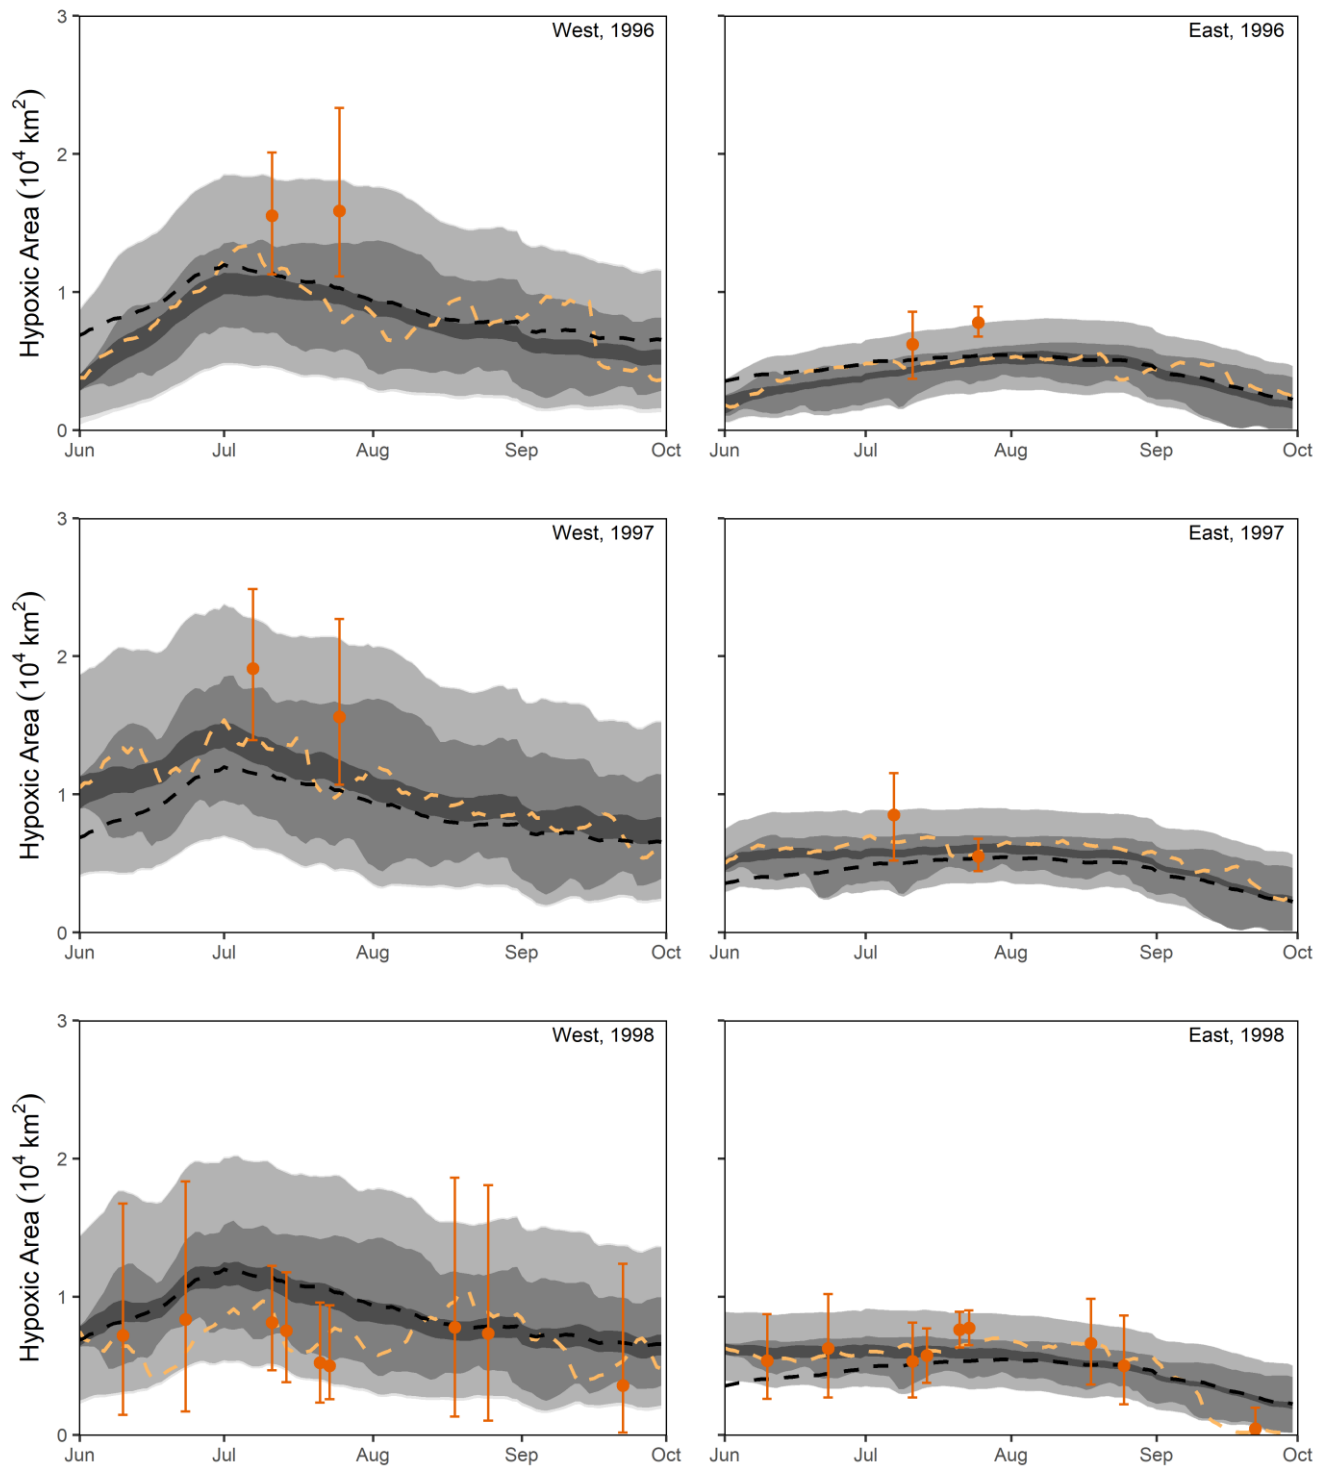 West, 1996
East, 1996
Hypoxic Area (10⁴ km²)
3
2
1
0
Jun Jul Aug Sep Oct
Jun Jul Aug Sep Oct
West, 1997
East, 1997
Hypoxic Area (10⁴ km²)
3
2
1
0
Jun Jul Aug Sep Oct
Jun Jul Aug Sep Oct
West, 1998
East, 1998
Hypoxic Area (10⁴ km²)
3
2
1
0
Jun Jul Aug Sep Oct
Jun Jul Aug Sep Oct